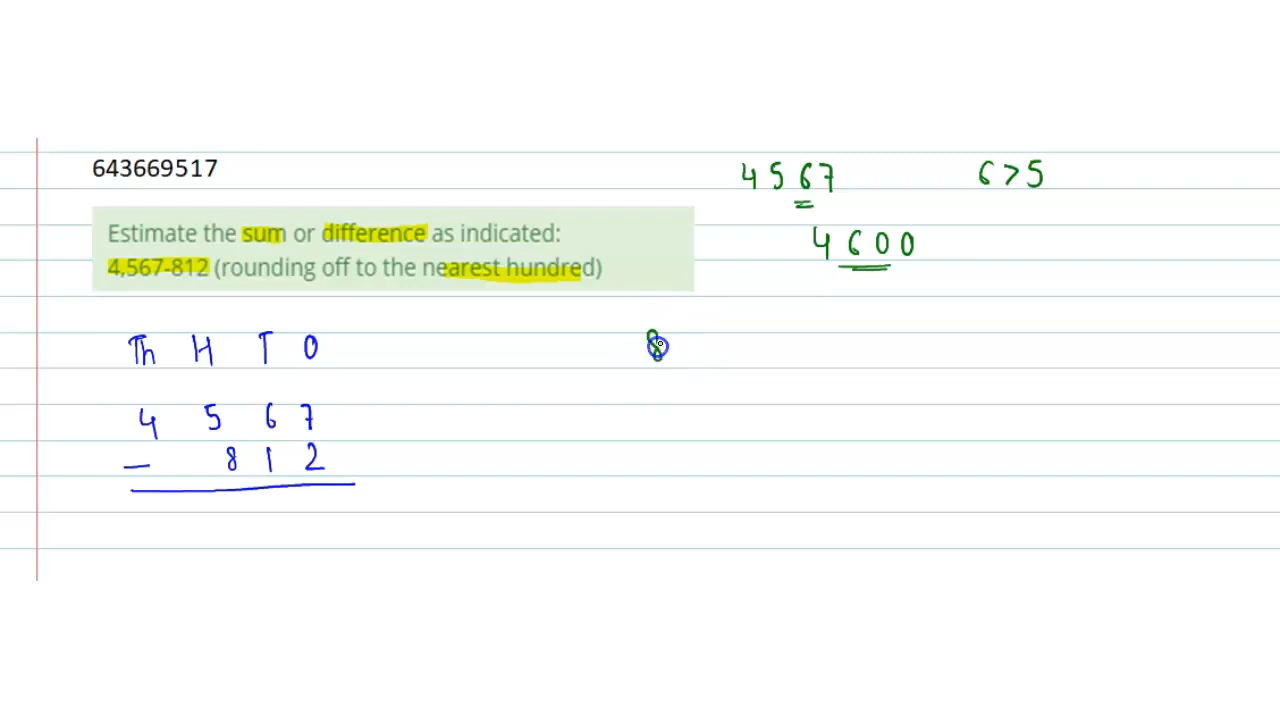 643669517
Estimate the sum or difference as indicated:
4,567-812 (rounding off to the nearest hundred)
4 5 6 7   6 > 5
4 6 0 0
Th H T O
4 5 6 7
- 8 1 2
8